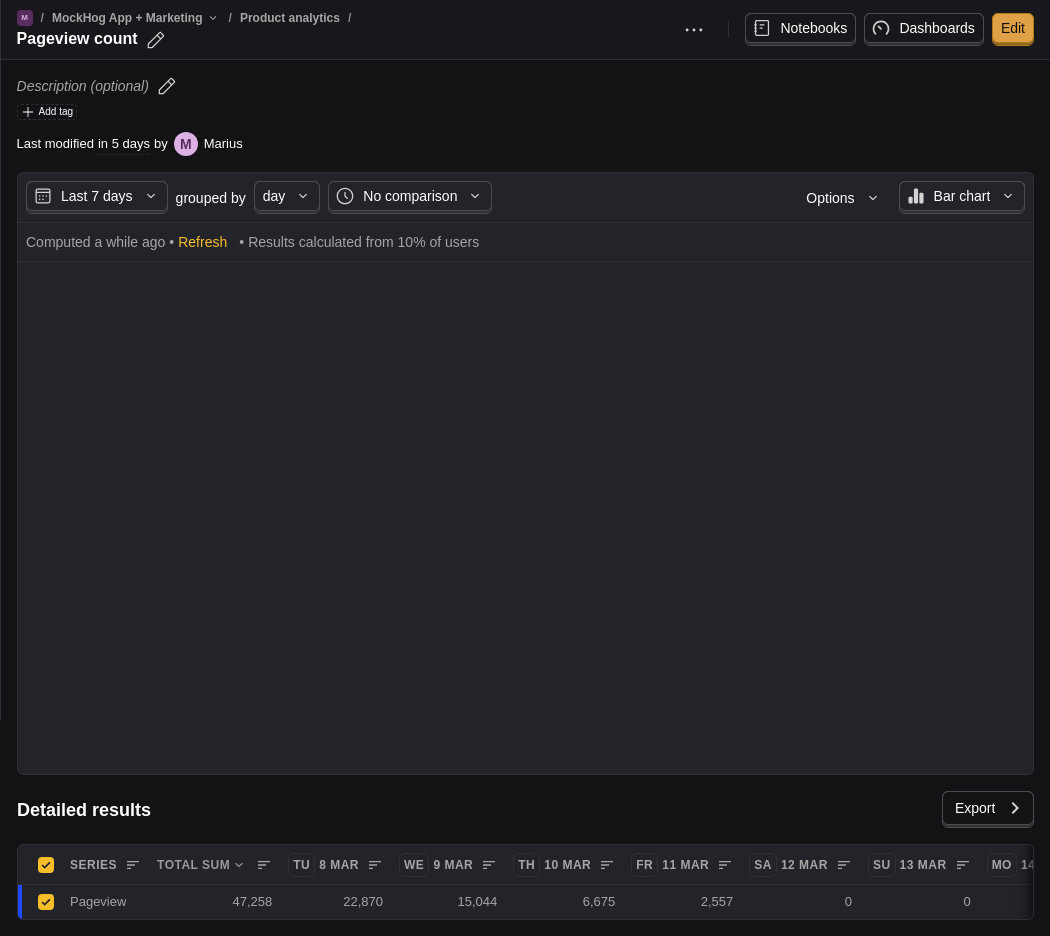 M / MockHog App + Marketing / Product analytics /
Pageview count
Notebooks
Dashboards
Edit
Description (optional)
Add tag
Last modified in 5 days by M Marius
Last 7 days grouped by day No comparison Options Bar chart
Computed a while ago • Refresh • Results calculated from 10% of users
Detailed results
Export
SERIES TOTAL SUM TU 8 MAR WE 9 MAR TH 10 MAR FR 11 MAR SA 12 MAR SU 13 MAR MO 14
Pageview 47,258 22,870 15,044 6,675 2,557 0 0